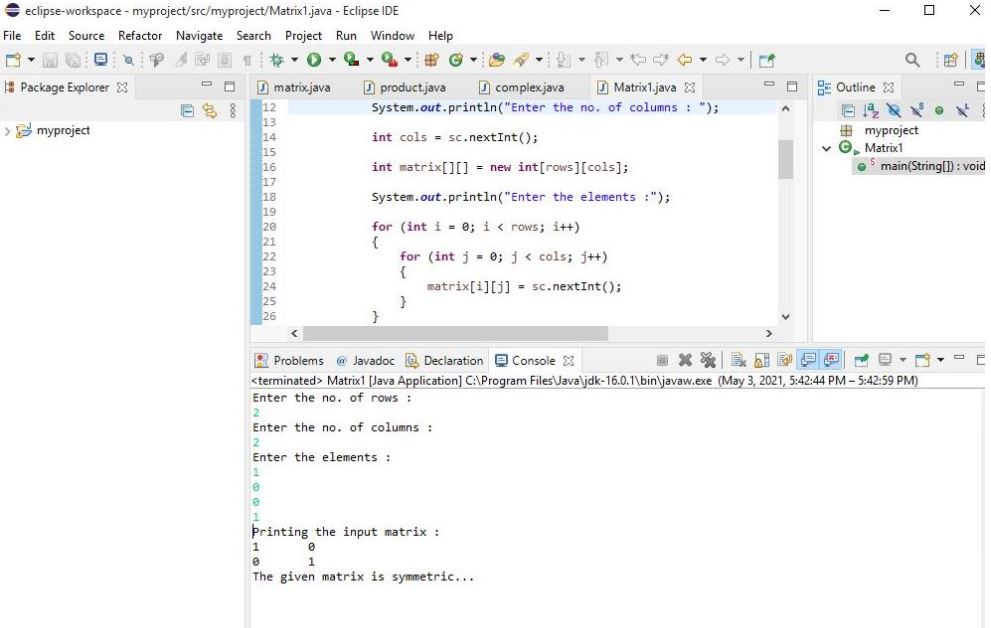 eclipse-workspace - myproject/src/myproject/Matrix1.java - Eclipse IDE
File Edit Source Refactor Navigate Search Project Run Window Help
Package Explorer
myproject
matrix.java product.java complex.java Matrix1.java
12 System.out.println("Enter the no. of columns : ");
13
14 int cols = sc.nextInt();
15
16 int matrix[][] = new int[rows][cols];
17
18 System.out.println("Enter the elements :");
19
20 for (int i = 0; i < rows; i++)
21 {
22 for (int j = 0; j < cols; j++)
23 {
24 matrix[i][j] = sc.nextInt();
25 }
26 }
Outline
myproject
Matrix1
main(String[]) : void
Problems Javadoc Declaration Console
<terminated> Matrix1 [Java Application] C:\Program Files\Java\jdk-16.0.1\bin\javaw.exe (May 3, 2021, 5:42:44 PM – 5:42:59 PM)
Enter the no. of rows :
2
Enter the no. of columns :
2
Enter the elements :
1
0
0
1
Printing the input matrix :
1 0
0 1
The given matrix is symmetric...